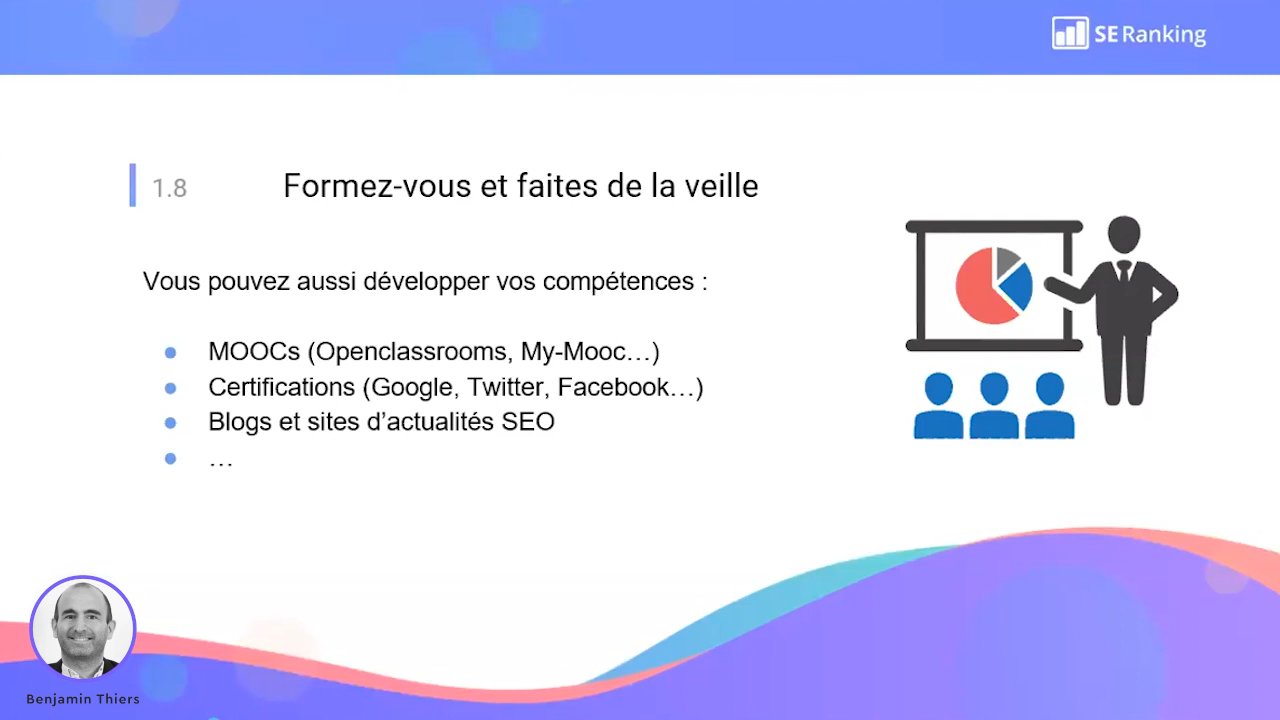 SE Ranking
1.8 Formez-vous et faites de la veille
Vous pouvez aussi développer vos compétences :
MOOCs (Openclassrooms, My-Mooc…)
Certifications (Google, Twitter, Facebook…)
Blogs et sites d’actualités SEO
…
Benjamin Thiers